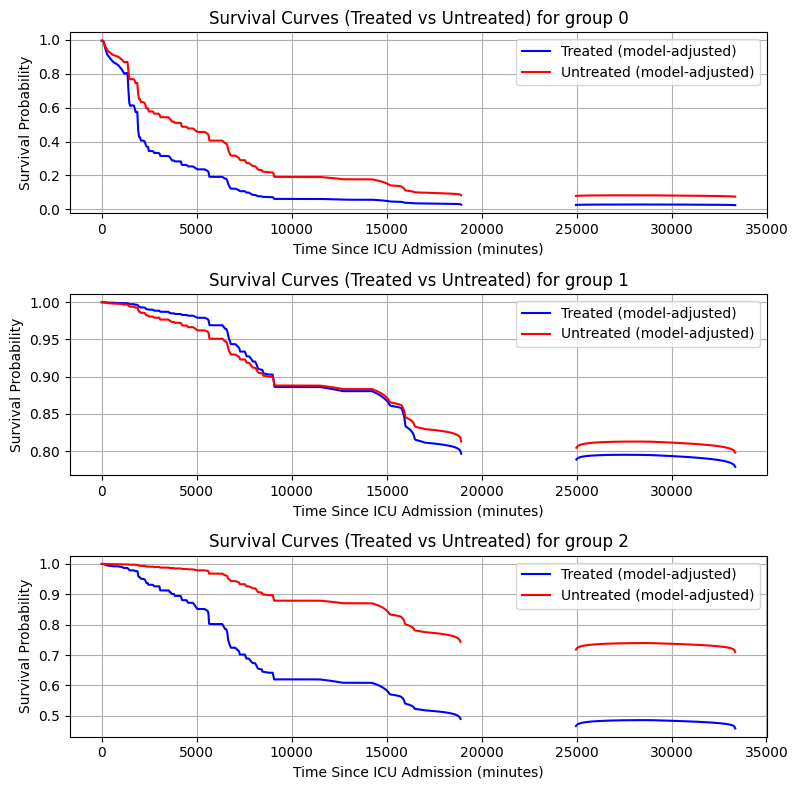 Survival Curves (Treated vs Untreated) for group 0
Survival Probability
1.0
0.8
0.6
0.4
0.2
0.0
Treated (model-adjusted)
Untreated (model-adjusted)
0 5000 10000 15000 20000 25000 30000 35000
Time Since ICU Admission (minutes)
Survival Curves (Treated vs Untreated) for group 1
Survival Probability
1.00
0.95
0.90
0.85
0.80
Treated (model-adjusted)
Untreated (model-adjusted)
0 5000 10000 15000 20000 25000 30000
Time Since ICU Admission (minutes)
Survival Curves (Treated vs Untreated) for group 2
Survival Probability
1.0
0.9
0.8
0.7
0.6
0.5
Treated (model-adjusted)
Untreated (model-adjusted)
0 5000 10000 15000 20000 25000 30000 35000
Time Since ICU Admission (minutes)